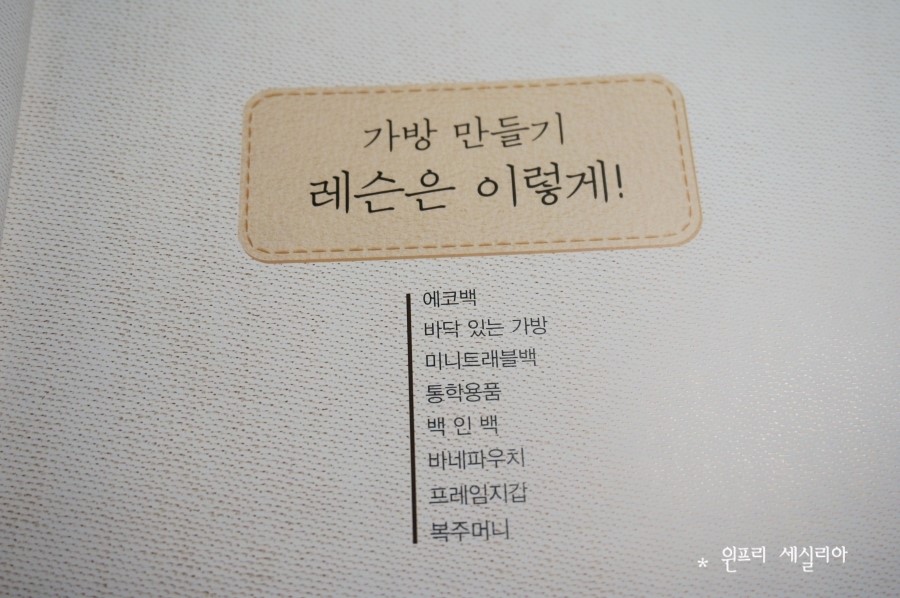 가방 만들기
레슨은 이렇게!
에코백
바닥 있는 가방
미니트래블백
통학용품
백 인 백
바네파우치
프레임지갑
복주머니
* 윈프리 세실리아